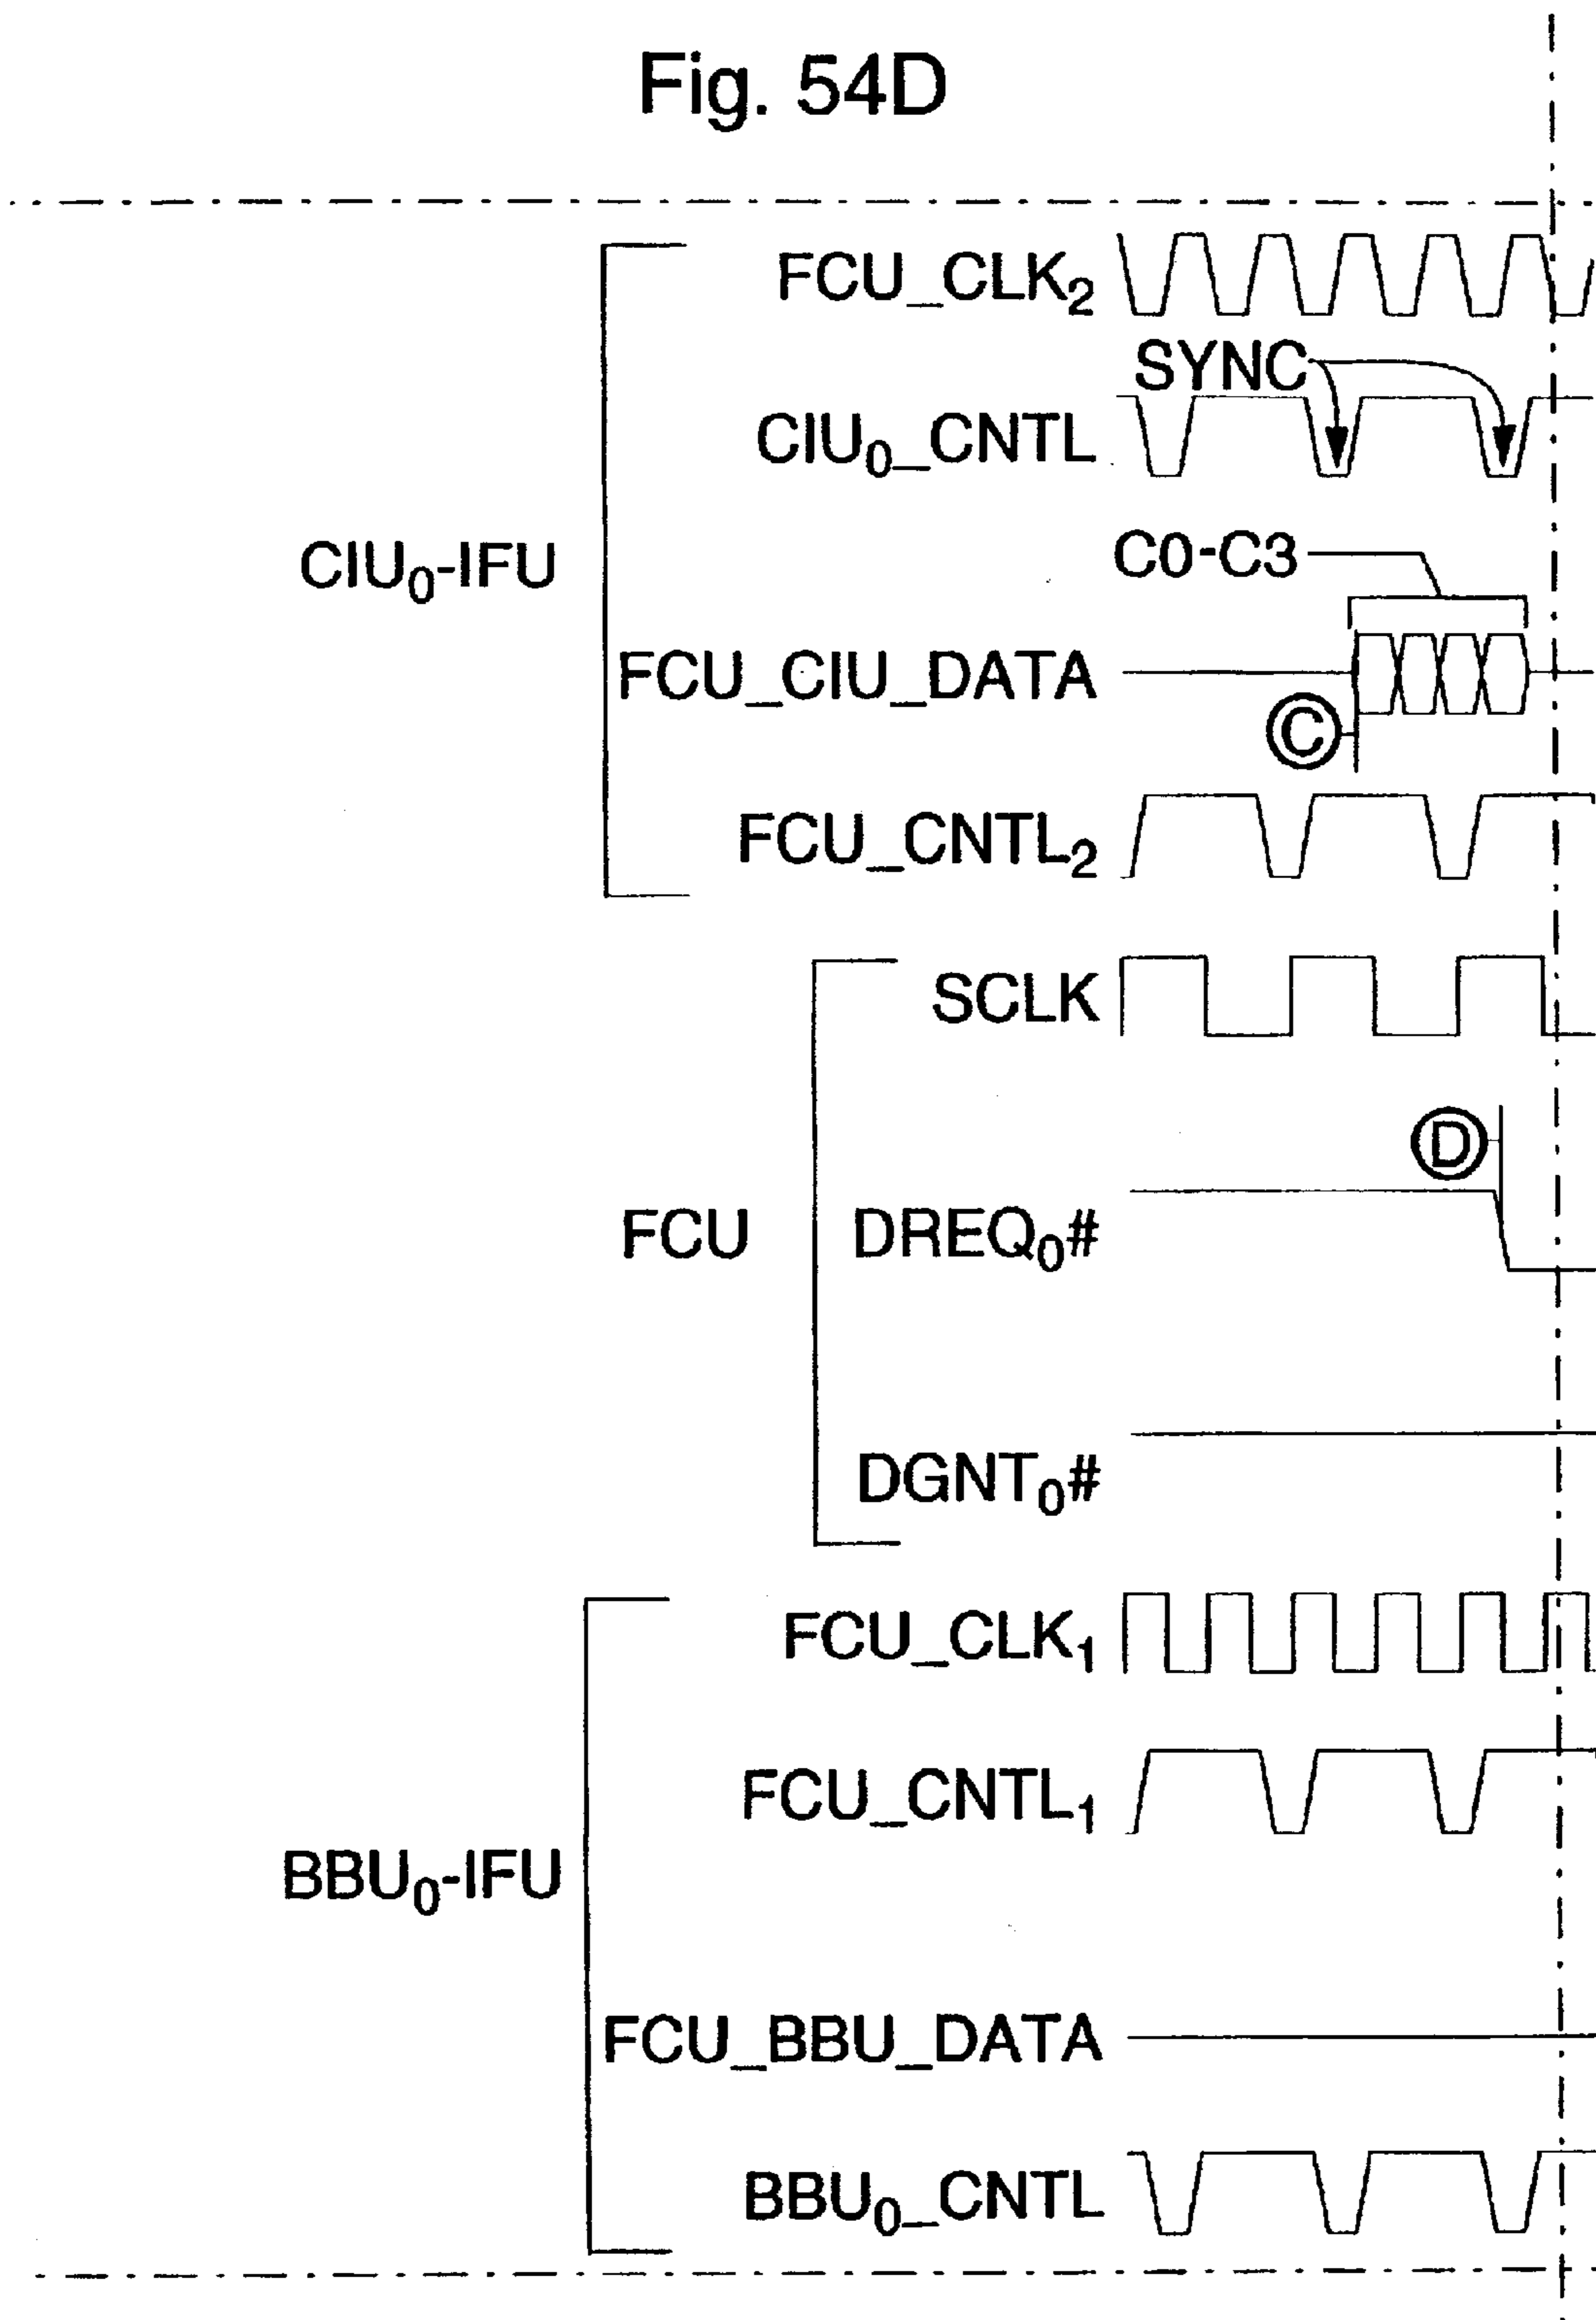 Fig. 54D
FCU_CLK₂
SYNC
CIU₀_CNTL
C0-C3
CIU₀-IFU
FCU_CIU_DATA
C
FCU_CNTL₂
SCLK
D
FCU
DREQ₀#
DGNT₀#
FCU_CLK₁
FCU_CNTL₁
BBU₀-IFU
FCU_BBU_DATA
BBU₀_CNTL